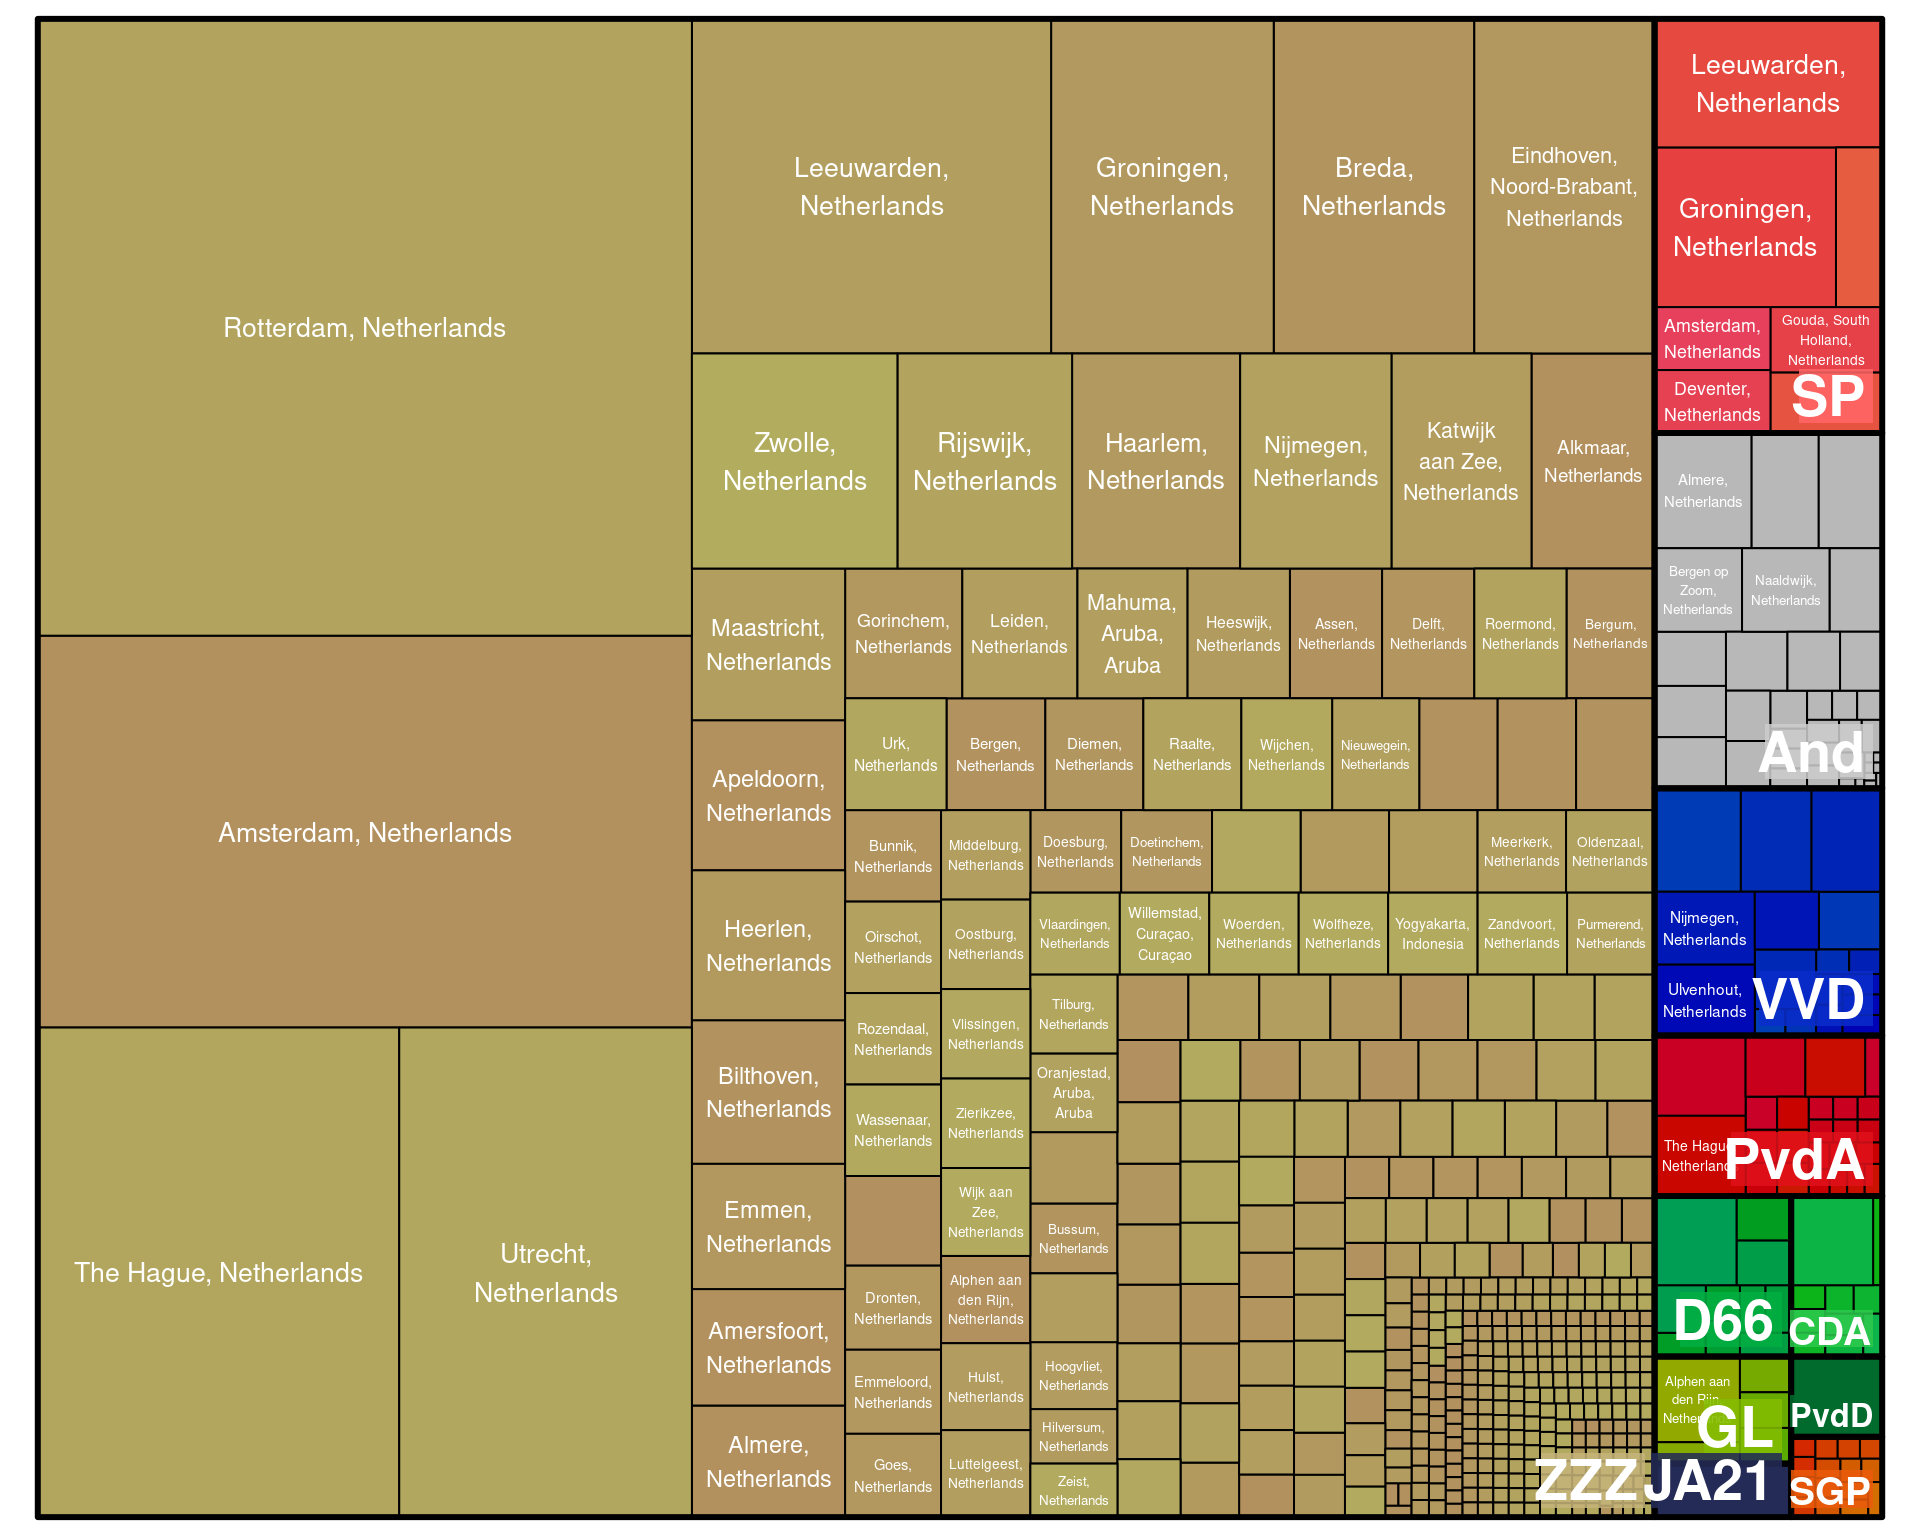 Rotterdam, Netherlands
Amsterdam, Netherlands
The Hague, Netherlands
Utrecht,
Netherlands
Leeuwarden,
Netherlands
Groningen,
Netherlands
Breda,
Netherlands
Eindhoven,
Noord-Brabant,
Netherlands
Zwolle,
Netherlands
Rijswijk,
Netherlands
Haarlem,
Netherlands
Nijmegen,
Netherlands
Katwijk
aan Zee,
Netherlands
Alkmaar,
Netherlands
Maastricht,
Netherlands
Apeldoorn,
Netherlands
Heerlen,
Netherlands
Bilthoven,
Netherlands
Emmen,
Netherlands
Amersfoort,
Netherlands
Almere,
Netherlands
Gorinchem,
Netherlands
Leiden,
Netherlands
Mahuma,
Aruba,
Aruba
Heeswijk,
Netherlands
Assen,
Netherlands
Delft,
Netherlands
Roermond,
Netherlands
Bergum,
Netherlands
Urk,
Netherlands
Bergen,
Netherlands
Diemen,
Netherlands
Raalte,
Netherlands
Wijchen,
Netherlands
Nieuwegein,
Netherlands
Bunnik,
Netherlands
Oirschot,
Netherlands
Rozendaal,
Netherlands
Wassenaar,
Netherlands
Dronten,
Netherlands
Emmeloord,
Netherlands
Goes,
Netherlands
Middelburg,
Netherlands
Oostburg,
Netherlands
Vlissingen,
Netherlands
Zierikzee,
Netherlands
Wijk aan
Zee,
Netherlands
Alphen aan
den Rijn,
Netherlands
Hulst,
Netherlands
Luttelgeest,
Netherlands
Doesburg,
Netherlands
Doetinchem,
Netherlands
Meerkerk,
Netherlands
Oldenzaal,
Netherlands
Vlaardingen,
Netherlands
Willemstad,
Curaçao,
Curaçao
Woerden,
Netherlands
Wolfheze,
Netherlands
Yogyakarta,
Indonesia
Zandvoort,
Netherlands
Purmerend,
Netherlands
Tilburg,
Netherlands
Oranjestad,
Aruba,
Aruba
Bussum,
Netherlands
Hoogvliet,
Netherlands
Hilversum,
Netherlands
Zeist,
Netherlands
ZZZ
Leeuwarden,
Netherlands
Groningen,
Netherlands
Amsterdam,
Netherlands
Gouda, South
Holland,
Netherlands
Deventer,
Netherlands
SP
Almere,
Netherlands
Bergen op
Zoom,
Netherlands
Naaldwijk,
Netherlands
And
Nijmegen,
Netherlands
Ulvenhout,
Netherlands
VVD
The Hague
Netherlands
PvdA
D66
CDA
Alphen aan
den Rijn,
Netherlands
GL
PvdD
JA21
SGP